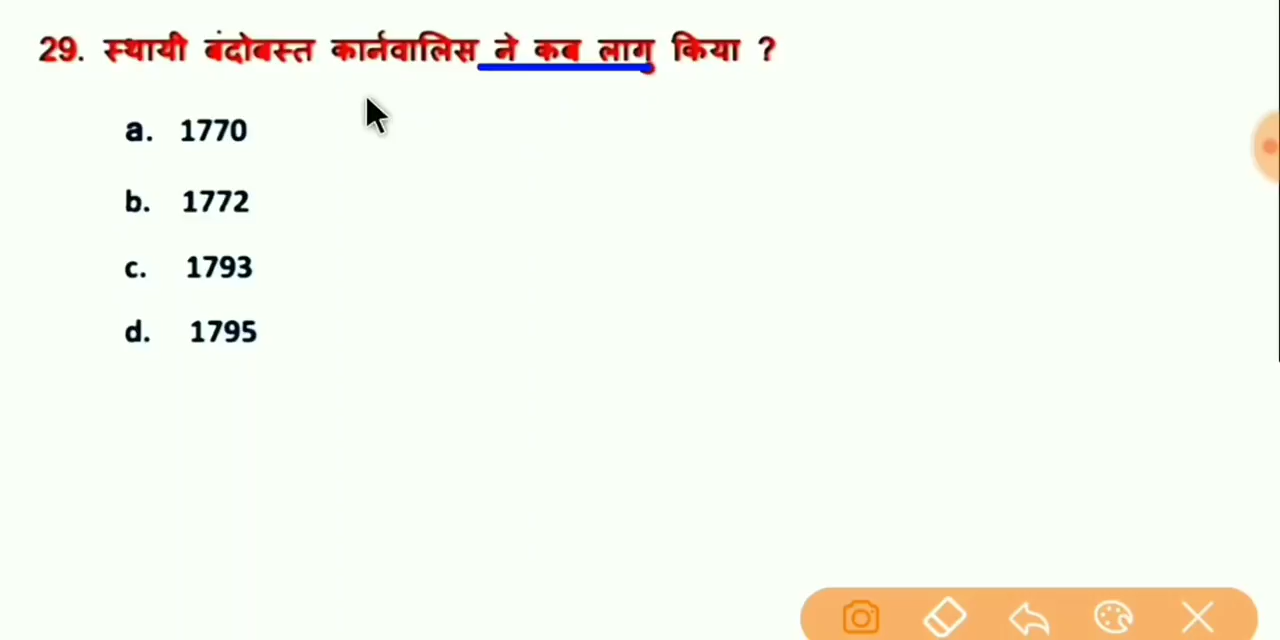 29. स्थायी बंदोबस्त कार्नवालिस ने कब लागु किया ?
a. 1770
b. 1772
c. 1793
d. 1795